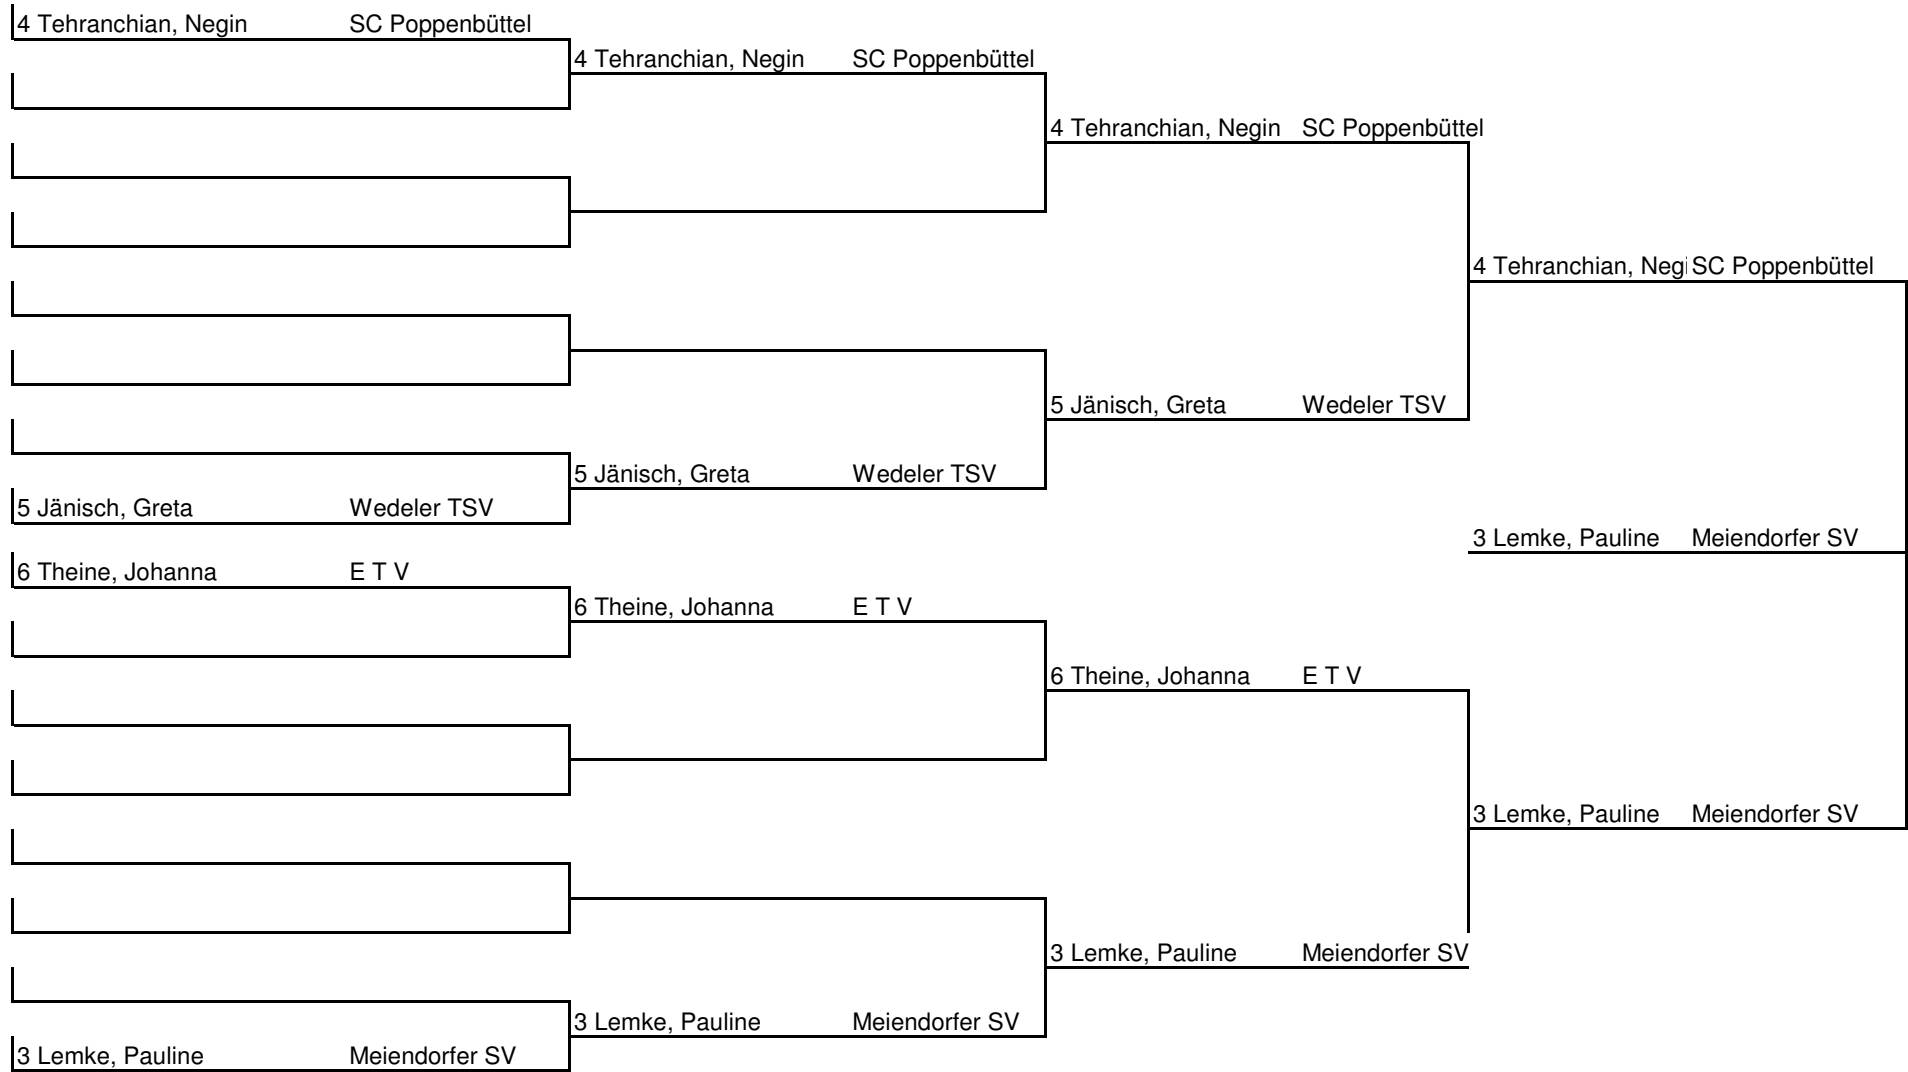 4 Tehranchian, Negin SC Poppenbüttel
4 Tehranchian, Negin SC Poppenbüttel
4 Tehranchian, Negin SC Poppenbüttel
4 Tehranchian, Negi SC Poppenbüttel
5 Jänisch, Greta Wedeler TSV
5 Jänisch, Greta Wedeler TSV
5 Jänisch, Greta Wedeler TSV
3 Lemke, Pauline Meiendorfer SV
6 Theine, Johanna E T V
6 Theine, Johanna E T V
6 Theine, Johanna E T V
3 Lemke, Pauline Meiendorfer SV
3 Lemke, Pauline Meiendorfer SV
3 Lemke, Pauline Meiendorfer SV
3 Lemke, Pauline Meiendorfer SV